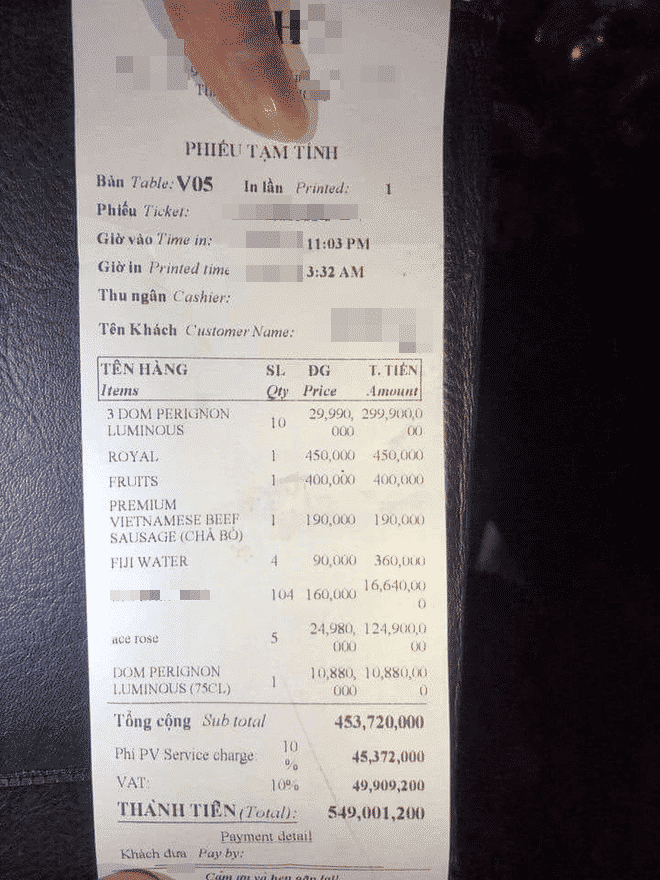 H
PHIẾU TẠM TÍNH
Bàn Table: V05 In lần Printed: 1
Phiếu Ticket:
Giờ vào Time in: 11:03 PM
Giờ in Printed time 3:32 AM
Thu ngân Cashier:
Tên Khách Customer Name:
TÊN HÀNG SL ĐG T. TIỀN
Items Qty Price Amount
3 DOM PERIGNON 29,990, 299,900,0
LUMINOUS 10 000 00
ROYAL 1 450,000 450,000
FRUITS 1 400,000 400,000
PREMIUM
VIETNAMESE BEEF 1 190,000 190,000
SAUSAGE (CHẢ BÒ)
FIJI WATER 4 90,000 360,000
104 160,000 16,640,00
0
ace rose 5 24,980, 124,900,0
000 00
DOM PERIGNON 10,880, 10,880,00
LUMINOUS (75CL) 1 000 0
Tổng cộng Sub total 453,720,000
Phí PV Service charge: 10 45,372,000
%
VAT: 10% 49,909,200
THÀNH TIỀN (Total): 549,001,200
Payment detail
Khách đưa Pay by:
Cảm ơn và hẹn gặp lại!